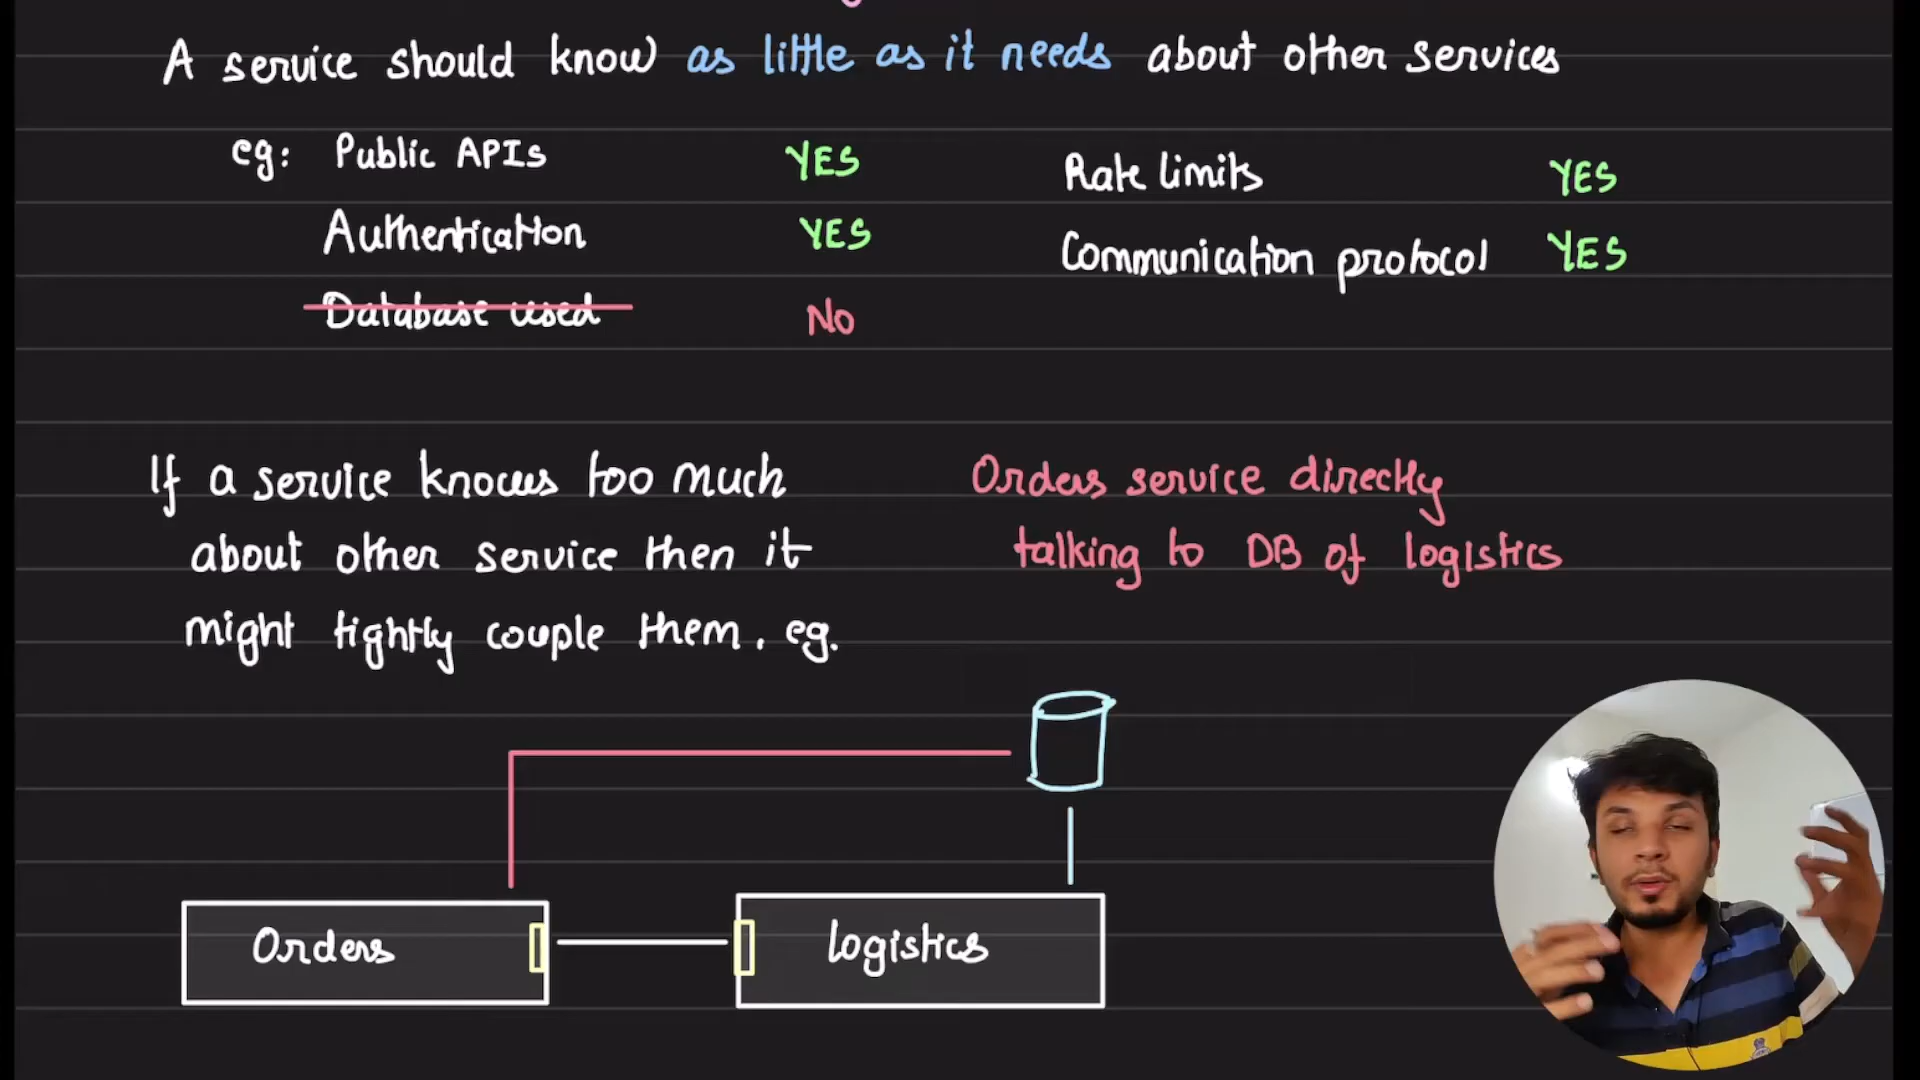 A service should know as little as it needs about other services
eg: Public APIs YES
Rate limits YES
Authentication YES
Communication protocol YES
Database used No
If a service knows too much
about other service then it
might tightly couple them. eg.
Orders service directly
talking to DB of logistics
Orders
logistics